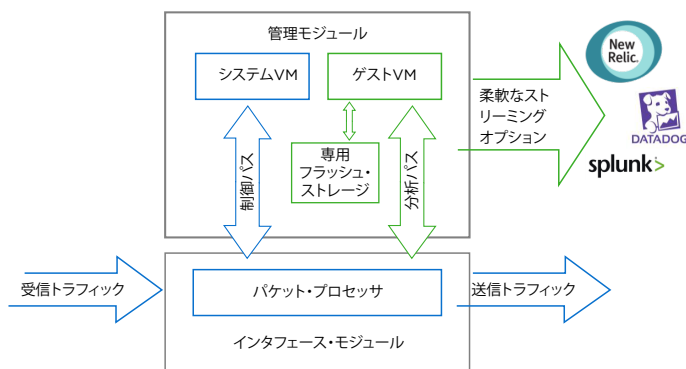 管理モジュール
システムVM
ゲストVM
専用
フラッシュ・
ストレージ
制御パス
分析パス
柔軟なスト
リーミング
オプション
New
Relic.
DATADOG
splunk>
受信トラフィック
パケット・プロセッサ
送信トラフィック
インタフェース・モジュール